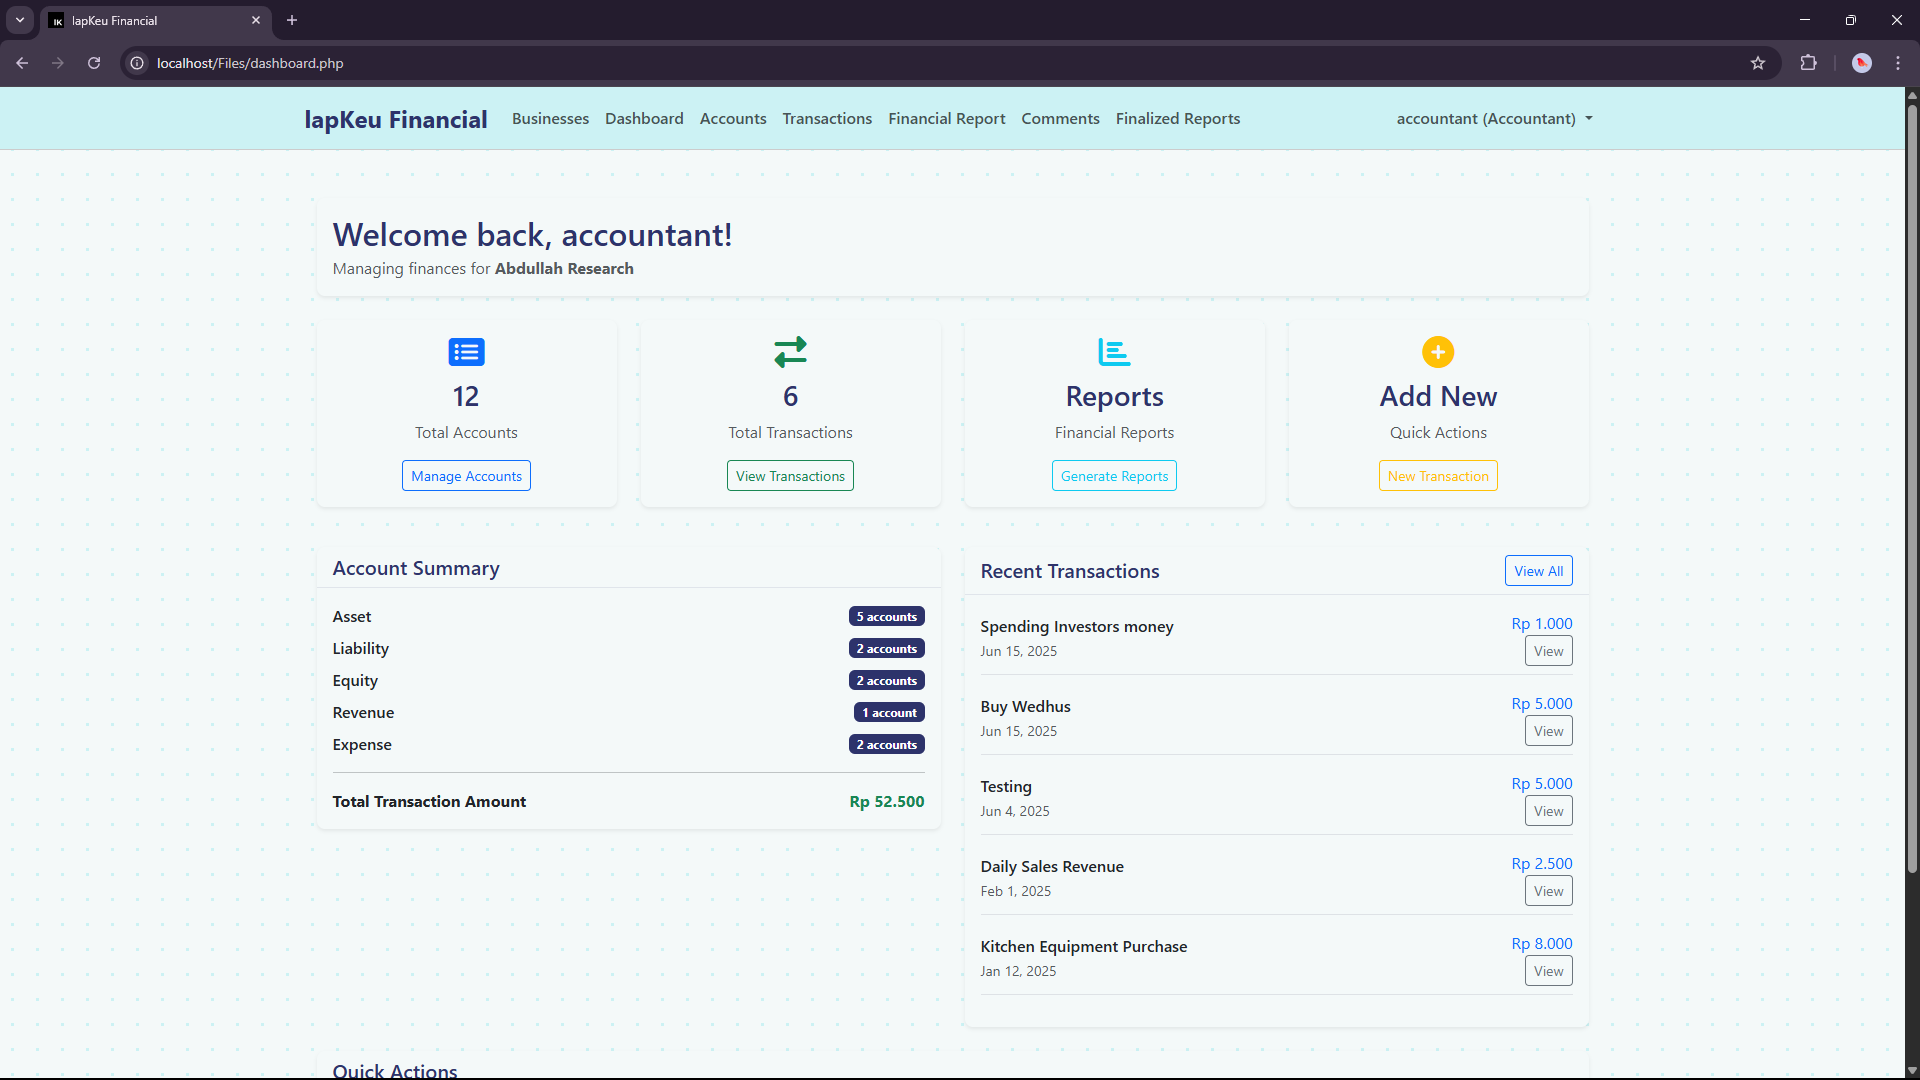 lK
lapKeu Financial
localhost/Files/dashboard.php
lapKeu Financial
Businesses
Dashboard
Accounts
Transactions
Financial Report
Comments
Finalized Reports
accountant (Accountant)
Welcome back, accountant!
Managing finances for Abdullah Research
12
Total Accounts
Manage Accounts
6
Total Transactions
View Transactions
Reports
Financial Reports
Generate Reports
Add New
Quick Actions
New Transaction
Account Summary
Asset 5 accounts
Liability 2 accounts
Equity 2 accounts
Revenue 1 account
Expense 2 accounts
Total Transaction Amount Rp 52.500
Recent Transactions View All
Spending Investors money Rp 1.000
Jun 15, 2025 View
Buy Wedhus Rp 5.000
Jun 15, 2025 View
Testing Rp 5.000
Jun 4, 2025 View
Daily Sales Revenue Rp 2.500
Feb 1, 2025 View
Kitchen Equipment Purchase Rp 8.000
Jan 12, 2025 View
Quick Actions